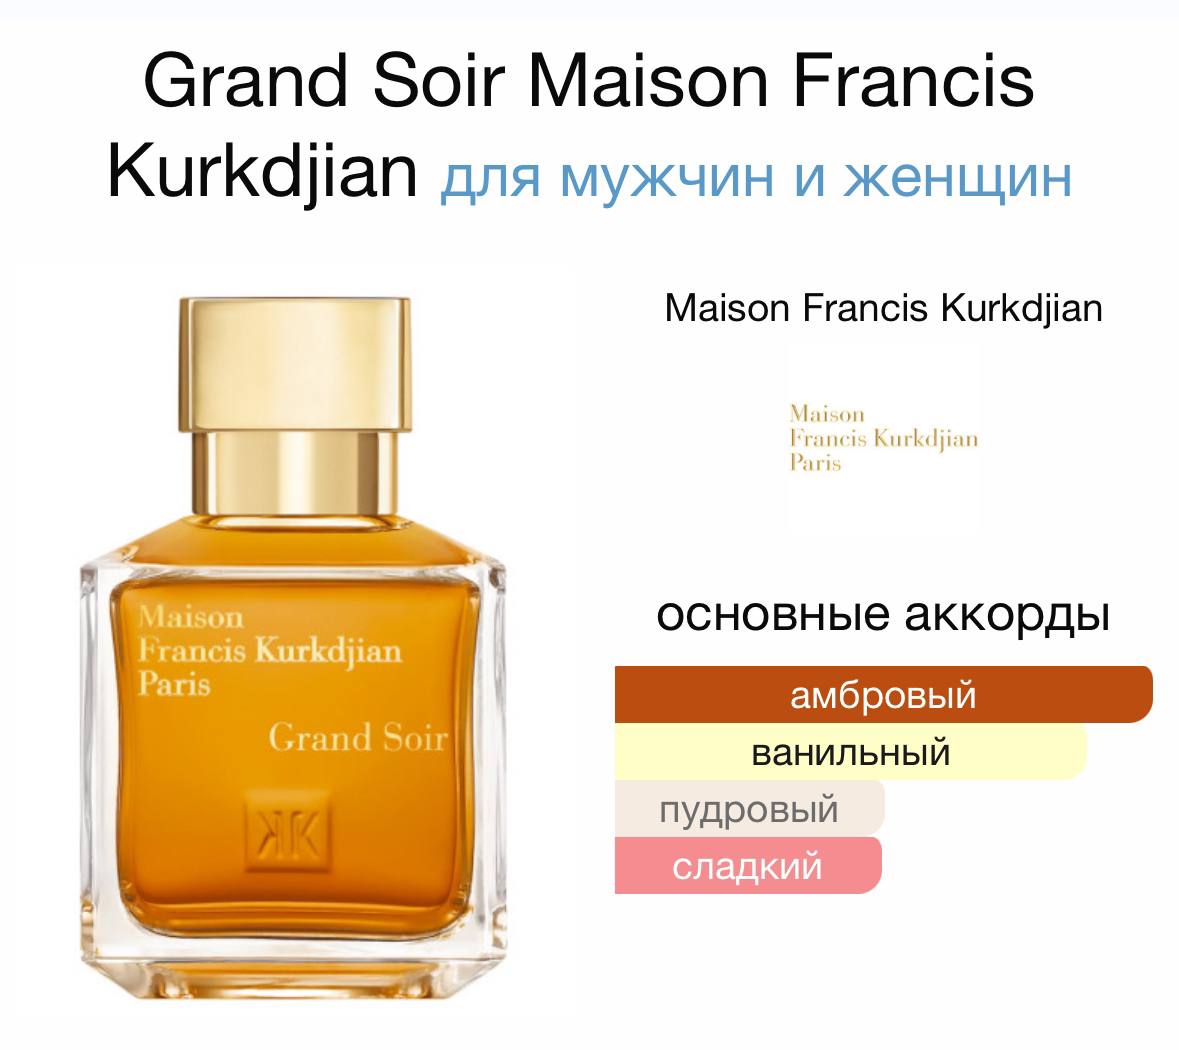 Grand Soir Maison Francis
Kurkdjian для мужчин и женщин
Maison Francis Kurkdjian
Maison
Francis Kurkdjian
Paris
Maison
Francis Kurkdjian
Paris
Grand Soir
основные аккорды
амбровый
ванильный
пудровый
сладкий